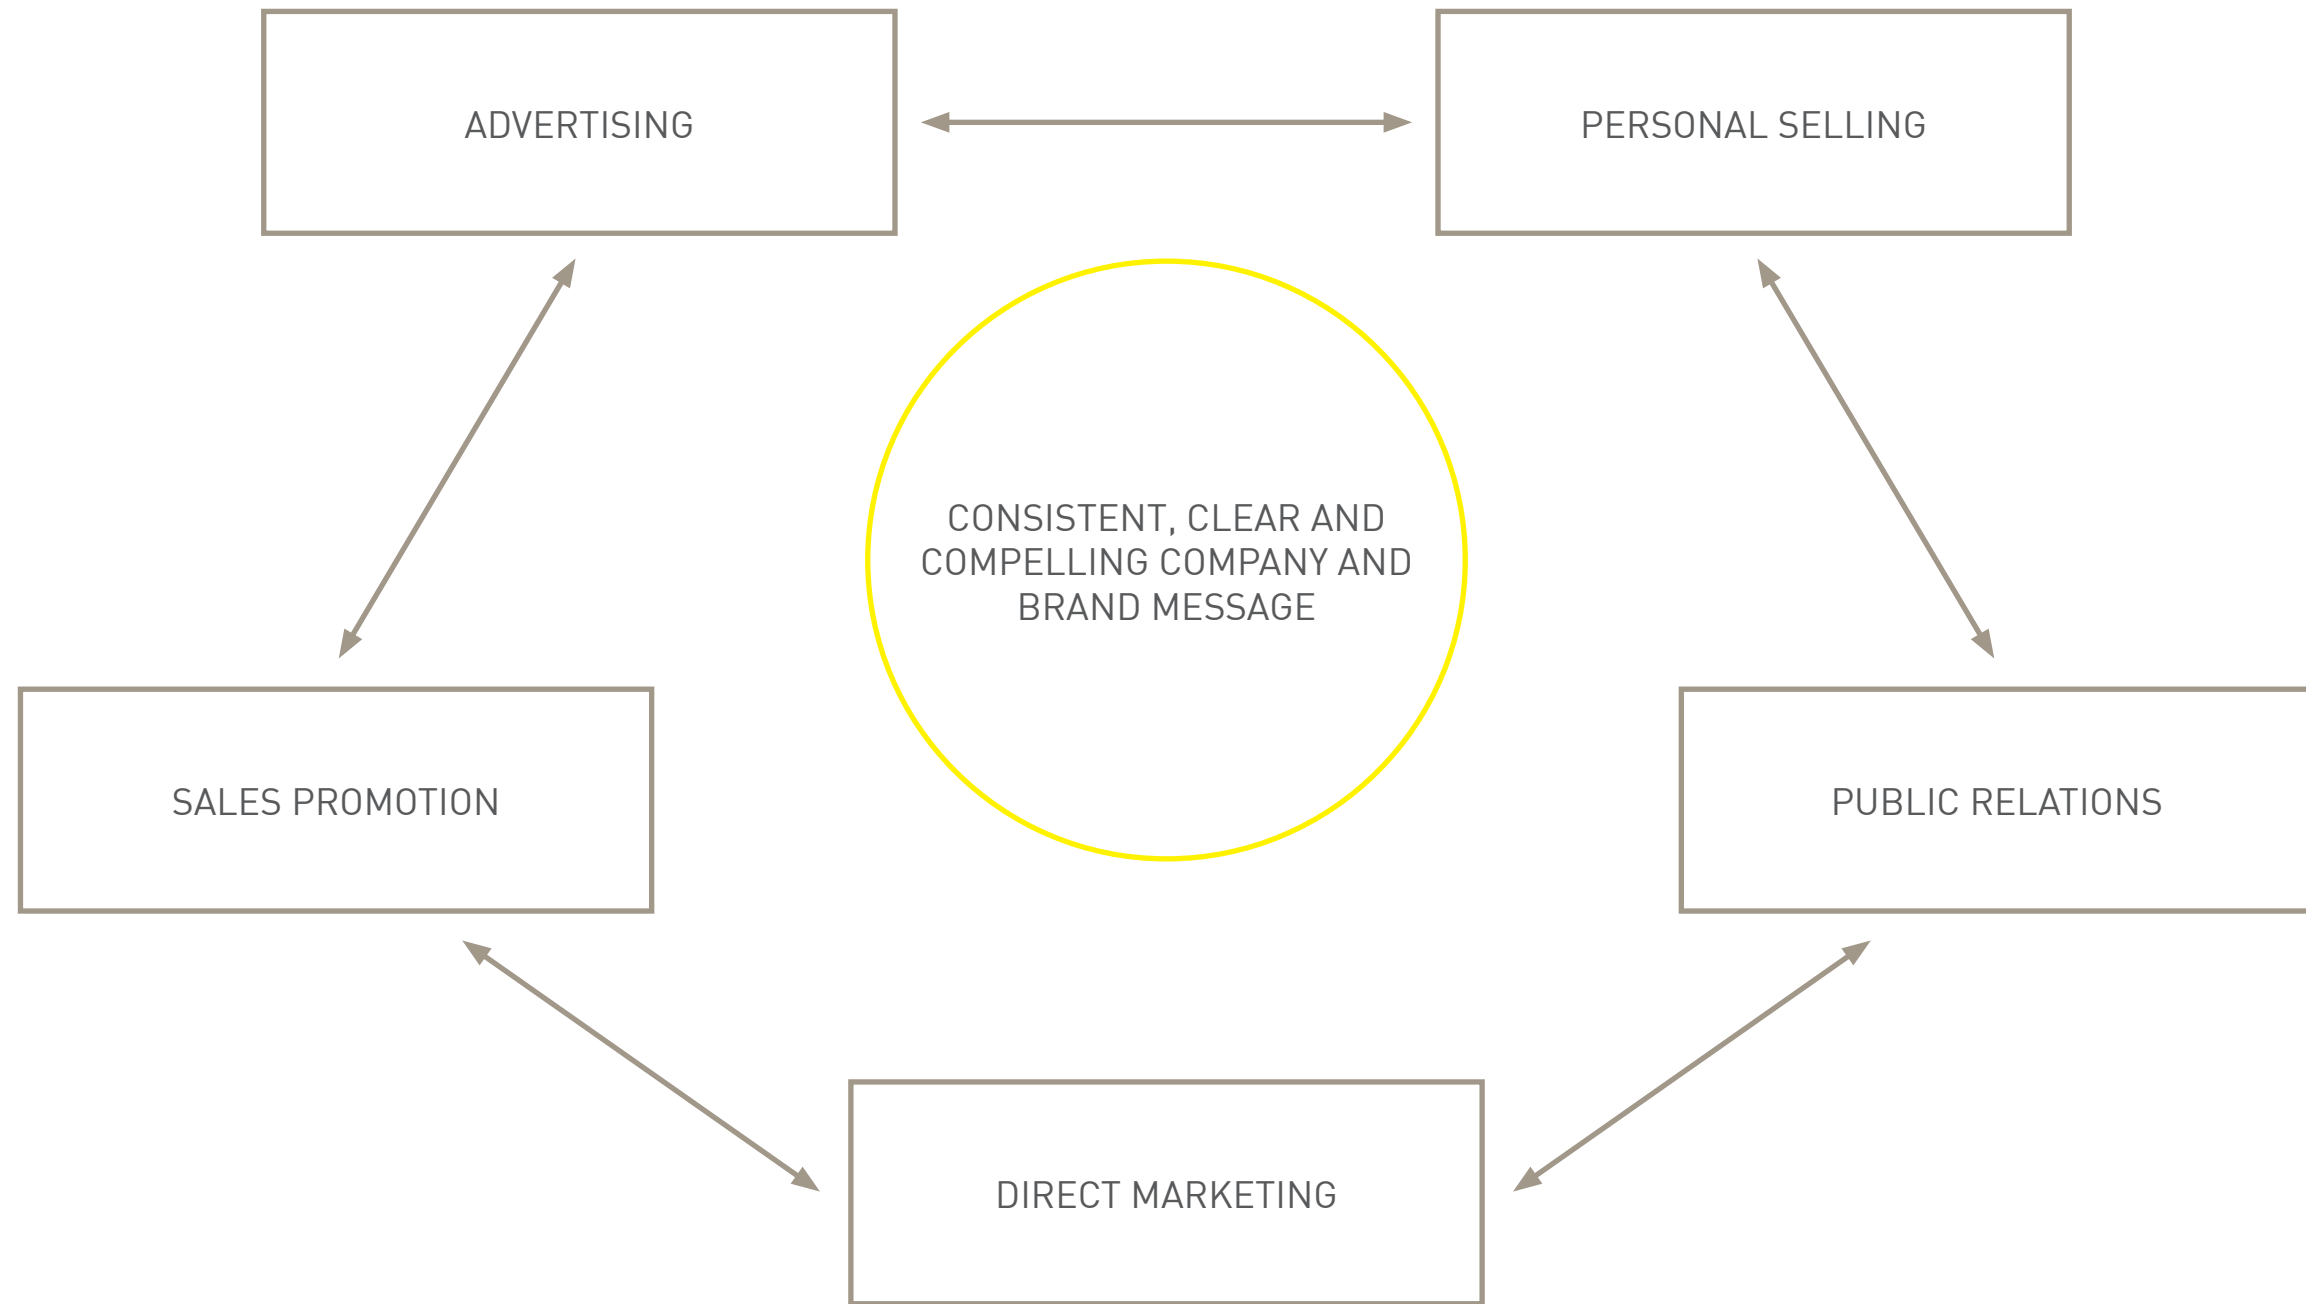 ADVERTISING
PERSONAL SELLING
CONSISTENT, CLEAR AND
COMPELLING COMPANY AND
BRAND MESSAGE
SALES PROMOTION
PUBLIC RELATIONS
DIRECT MARKETING